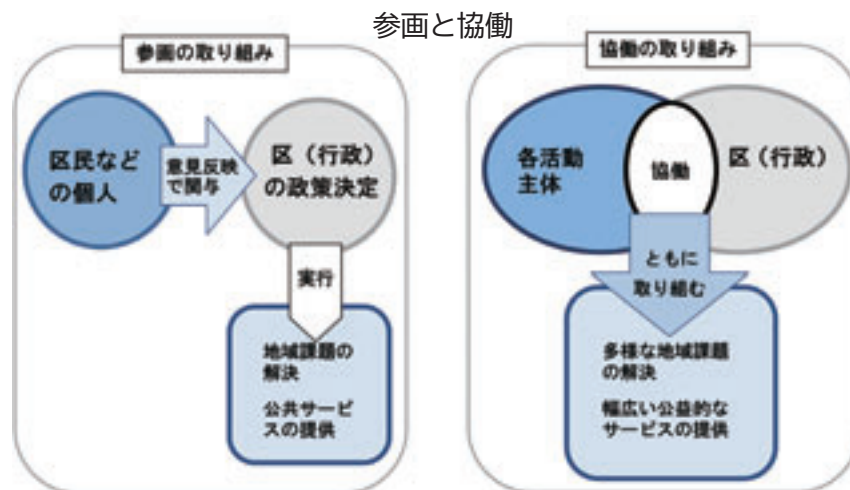 参画と協働
参画の取り組み
区民など
の個人
意見反映
で関与
区（行政）
の政策決定
実行
地域課題の
解決
公共サービ
スの提供
協働の取り組み
各活動
主体
協働
区（行政）
ともに
取り組む
多様な地域課題
の解決
幅広い公益的な
サービスの提供